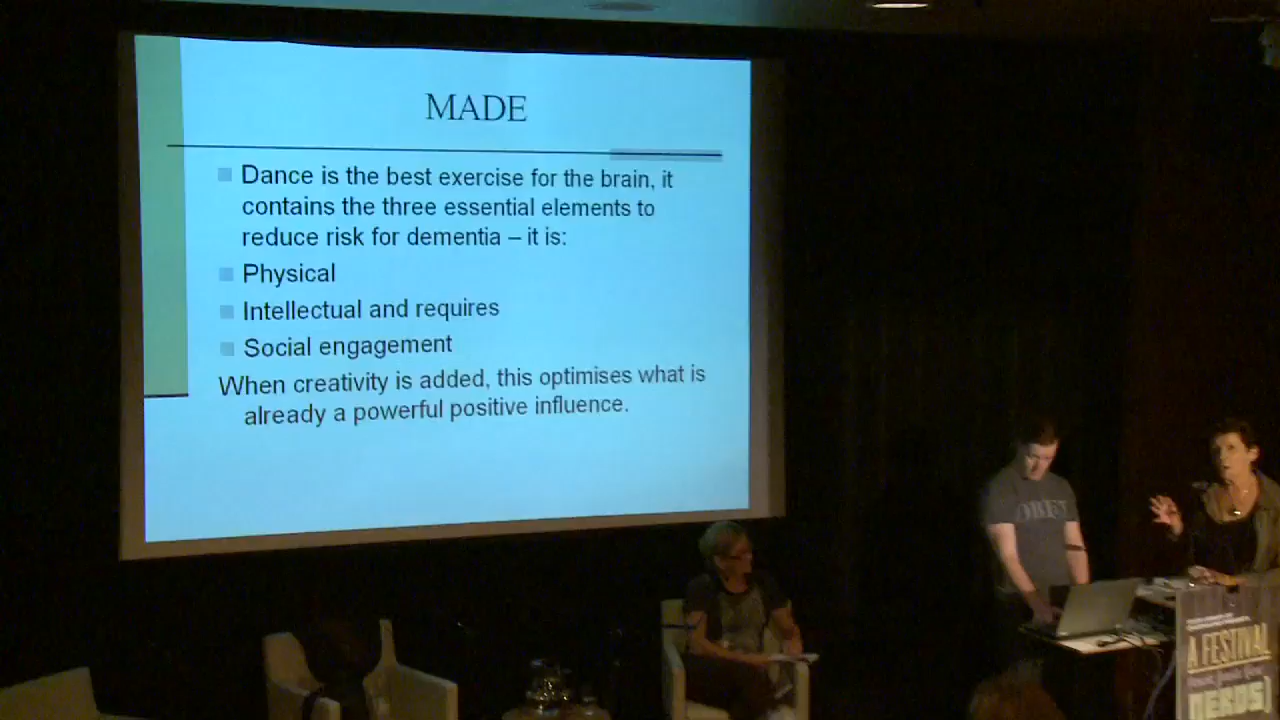 MADE
Dance is the best exercise for the brain, it
contains the three essential elements to
reduce risk for dementia – it is:
Physical
Intellectual and requires
Social engagement
When creativity is added, this optimises what is
already a powerful positive influence.
OBEY
A FESTIVAL